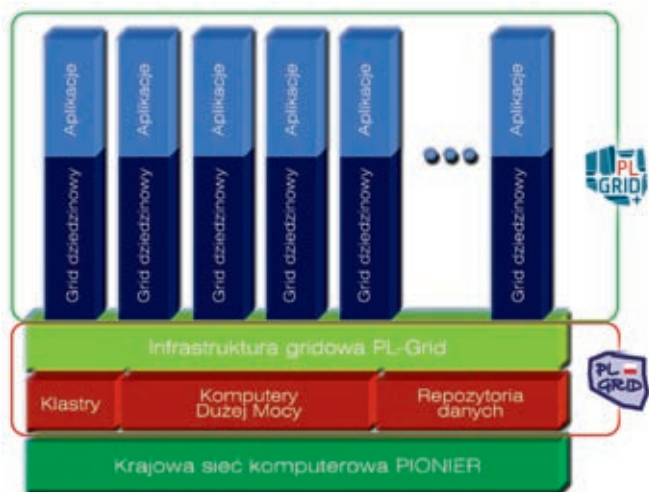 Aplikacje
Aplikacje
Aplikacje
Aplikacje
Aplikacje
Aplikacje
Grid dziedzinowy
Grid dziedzinowy
Grid dziedzinowy
Grid dziedzinowy
Grid dziedzinowy
Grid dziedzinowy
PL
GRID
+
Infrastruktura gridowa PL-Grid
PL
GRID
Klastry
Komputery
Dużej Mocy
Repozytoria
danych
Krajowa sieć komputerowa PIONIER